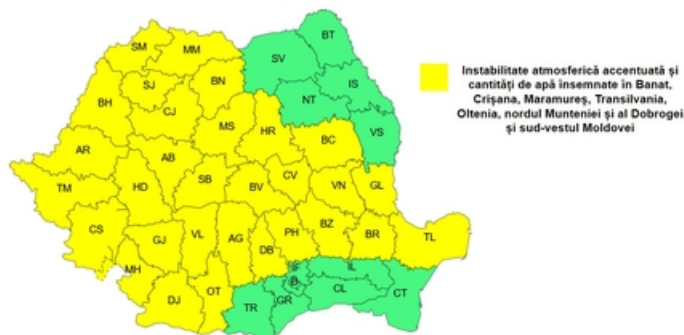 BT
SV
SM
MM
IS
BN
SJ
NT
BH
CJ
MS
HR
VS
BC
AR
AB
CV
TM
HD
SB
BV
VN
GL
CS
GJ
VL
AG
PH
BZ
BR
TL
DB
MH
IF
IL
B
DJ
OT
TR
GR
CL
CT
Instabilitate atmosferică accentuată și
cantități de apă însemnate în Banat,
Crișana, Maramureș, Transilvania,
Oltenia, nordul Munteniei și al Dobrogei
și sud-vestul Moldovei